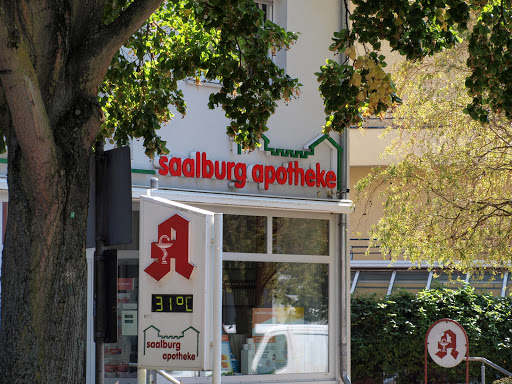 saalburg apotheke
A
31°C
saalburg
apotheke
A